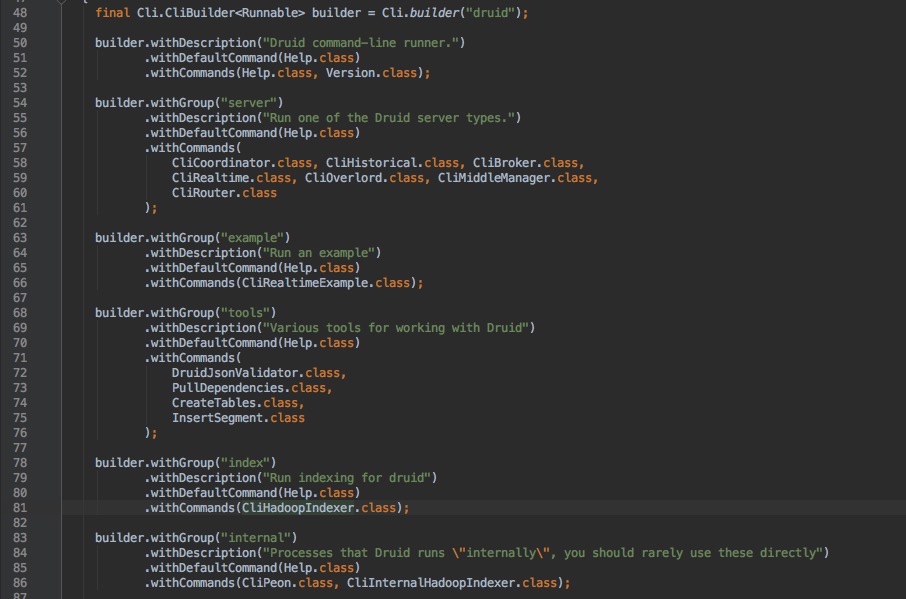 48 final Cli.CliBuilder<Runnable> builder = Cli.builder("druid");
49
50 builder.withDescription("Druid command-line runner.")
51 .withDefaultCommand(Help.class)
52 .withCommands(Help.class, Version.class);
53
54 builder.withGroup("server")
55 .withDescription("Run one of the Druid server types.")
56 .withDefaultCommand(Help.class)
57 .withCommands(
58 CliCoordinator.class, CliHistorical.class, CliBroker.class,
59 CliRealtime.class, CliOverlord.class, CliMiddleManager.class,
60 CliRouter.class
61 );
62
63 builder.withGroup("example")
64 .withDescription("Run an example")
65 .withDefaultCommand(Help.class)
66 .withCommands(CliRealtimeExample.class);
67
68 builder.withGroup("tools")
69 .withDescription("Various tools for working with Druid")
70 .withDefaultCommand(Help.class)
71 .withCommands(
72 DruidJsonValidator.class,
73 PullDependencies.class,
74 CreateTables.class,
75 InsertSegment.class
76 );
77
78 builder.withGroup("index")
79 .withDescription("Run indexing for druid")
80 .withDefaultCommand(Help.class)
81 .withCommands(CliHadoopIndexer.class);
82
83 builder.withGroup("internal")
84 .withDescription("Processes that Druid runs \"internally\", you should rarely use these directly")
85 .withDefaultCommand(Help.class)
86 .withCommands(CliPeon.class, CliInternalHadoopIndexer.class);
87